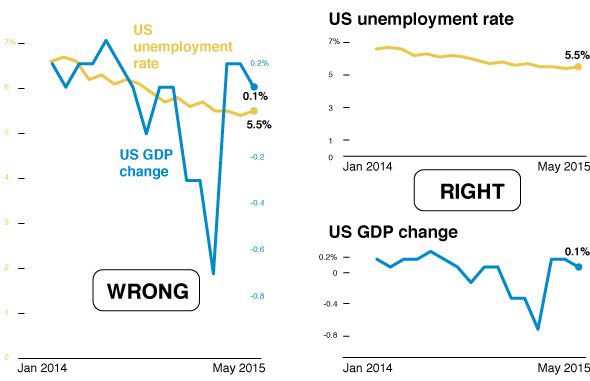 US
unemployment
rate
7%
6
5
4
3
2
1
0
0.2%
0.1%
5.5%
-0.2
-0.4
-0.6
-0.8
US GDP
change
WRONG
Jan 2014 May 2015
US unemployment rate
7%
5
3
1
0
5.5%
Jan 2014 May 2015
RIGHT
US GDP change
0.2%
0
-0.4
-0.8
0.1%
Jan 2014 May 2015